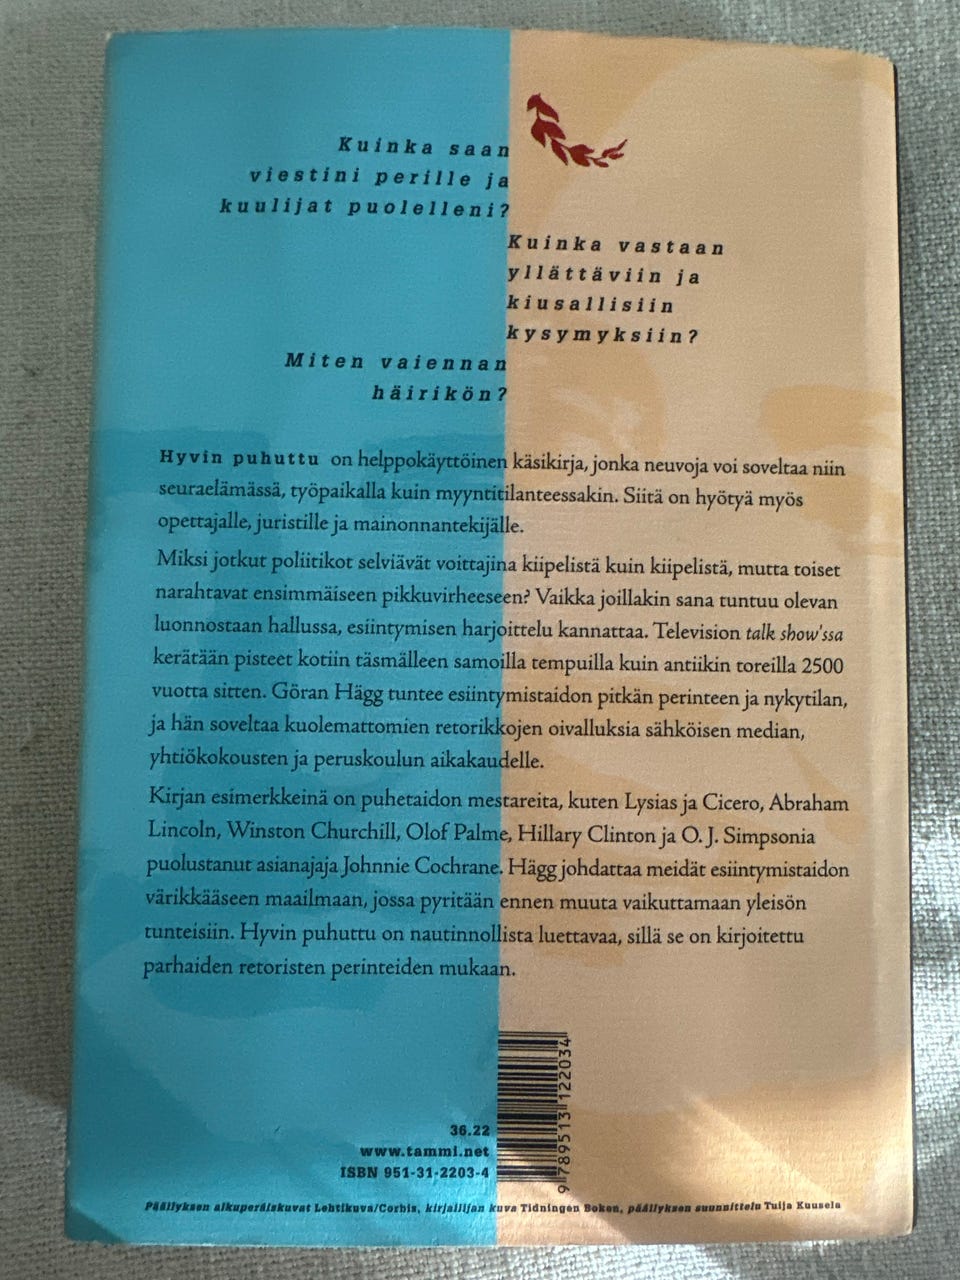 Kuinka saan
viestini perille ja
kuulijat puolelleni?
Kuinka vastaan
yllättäviin ja
kiusallisiin
kysymyksiin?
Miten vaiennan
häirikön?
Hyvin puhuttu on helppokäyttöinen käsikirja, jonka neuvoja voi soveltaa niin
seuraelämässä, työpaikalla kuin myyntitilanteessakin. Siitä on hyötyä myös
opettajalle, juristille ja mainonnantekijälle.
Miksi jotkut poliitikot selviävät voittajina kiipelistä kuin kiipelistä, mutta toiset
narahtavat ensimmäiseen pikkuvirheeseen? Vaikka joillakin sana tuntuu olevan
luonnostaan hallussa, esiintymisen harjoittelu kannattaa. Television talk show'ssa
kerätään pisteet kotiin täsmälleen samoilla tempuilla kuin antiikin toreilla 2500
vuotta sitten. Göran Hägg tuntee esiintymistaidon pitkän perinteen ja nykytilan,
ja hän soveltaa kuolemattomien retorikkojen oivalluksia sähköisen median,
yhtiökokousten ja peruskoulun aikakaudelle.
Kirjan esimerkkeinä on puhetaidon mestareita, kuten Lysias ja Cicero, Abraham
Lincoln, Winston Churchill, Olof Palme, Hillary Clinton ja O. J. Simpsonia
puolustanut asianajaja Johnnie Cochrane. Hägg johdattaa meidät esiintymistaidon
värikkääseen maailmaan, jossa pyritään ennen muuta vaikuttamaan yleisön
tunteisiin. Hyvin puhuttu on nautinnollista luettavaa, sillä se on kirjoitettu
parhaiden retoristen perinteiden mukaan.
36.22
www.tammi.net
ISBN 951-31-2203-4
9 789513 122034
Päällyksen alkuperäiskuvat Lehtikuva/Corbis, kirjailijan kuva Tidningen Boken, päällyksen suunnittelu Tuija Kuusela